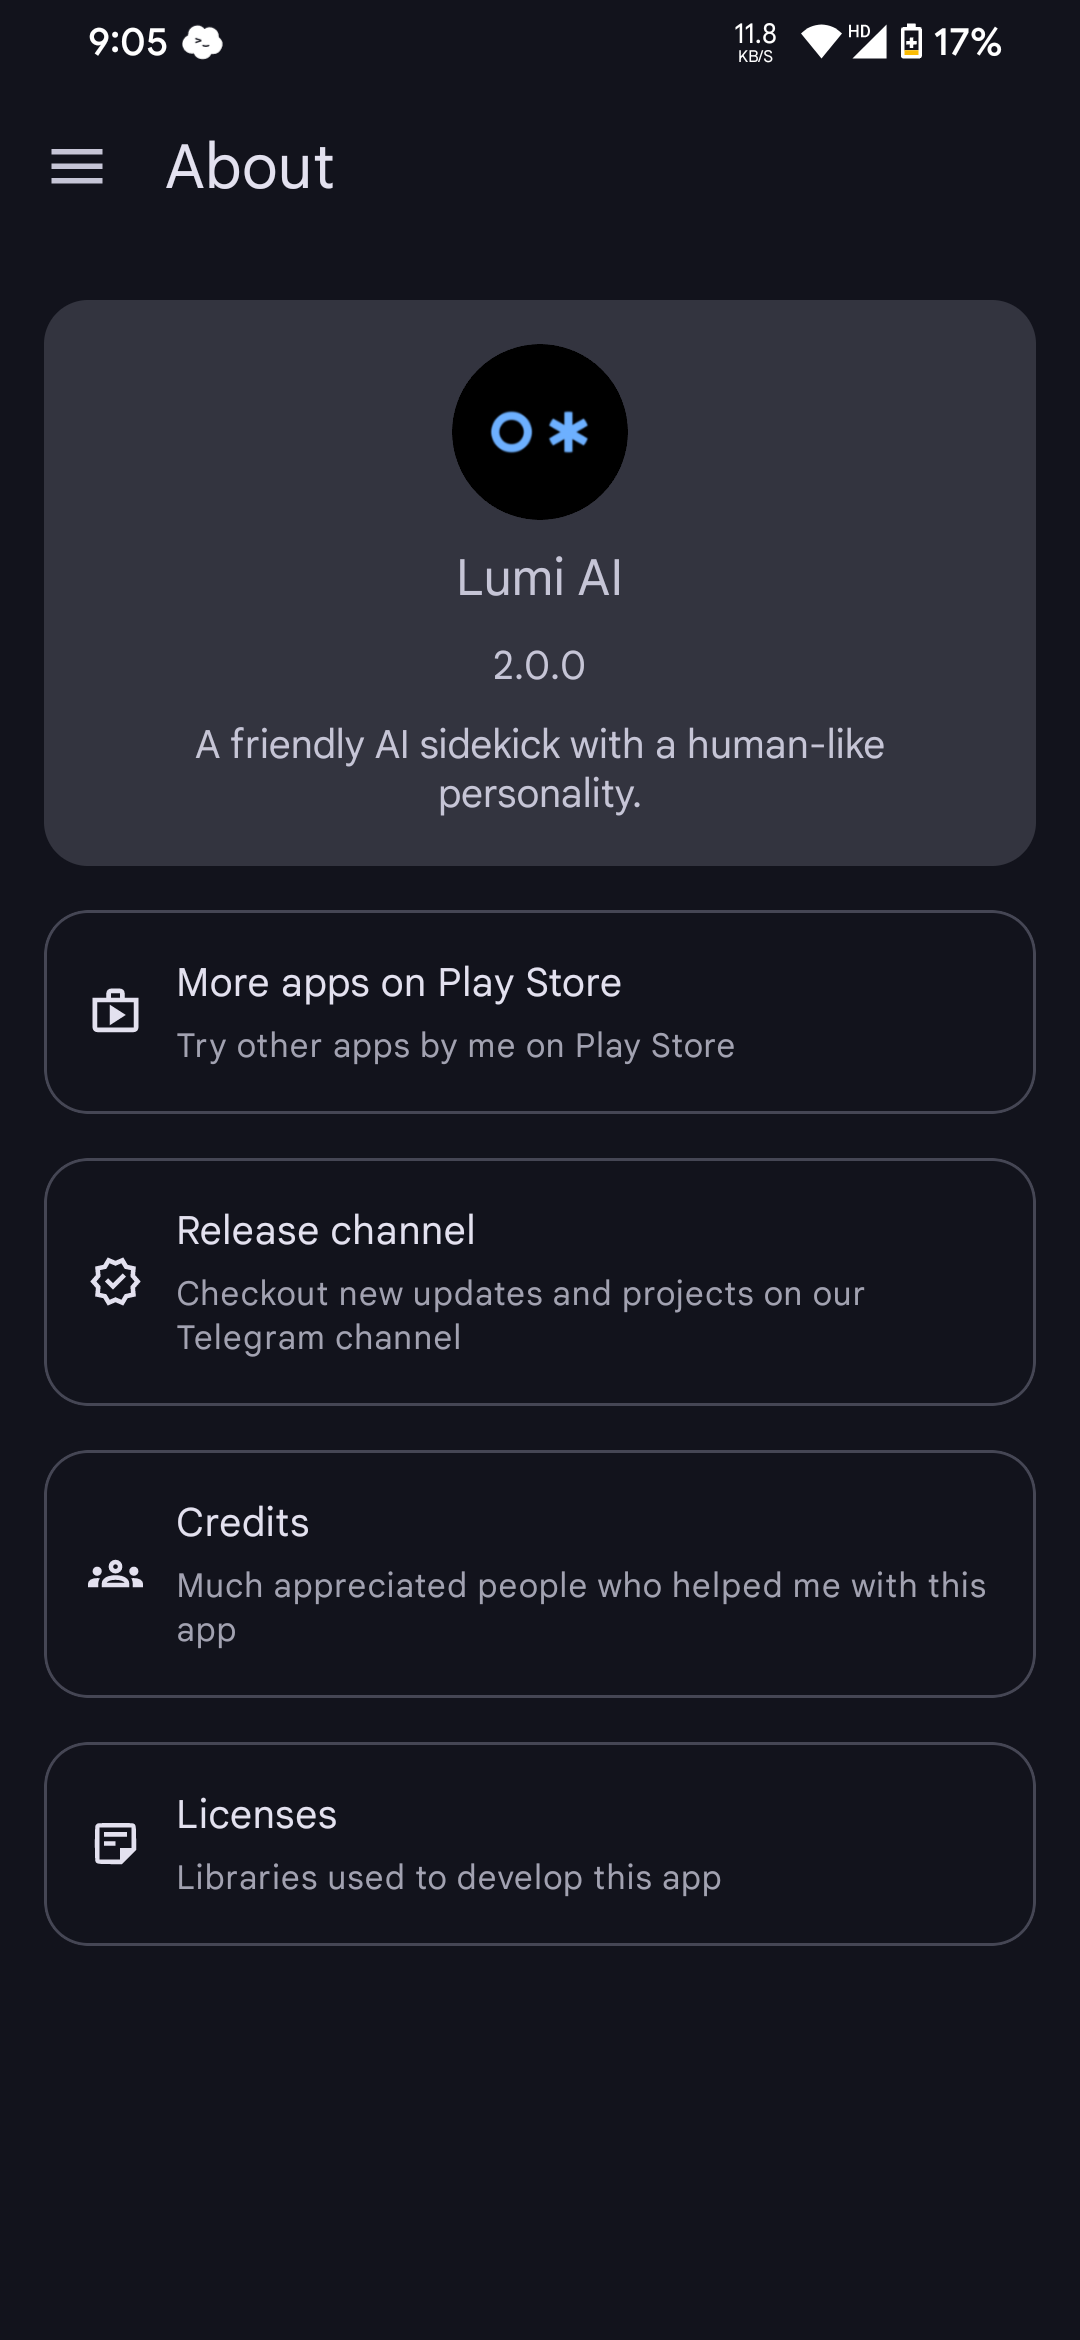 9:05
11.8
KB/S
HD
17%
About
Lumi AI
2.0.0
A friendly AI sidekick with a human-like
personality.
More apps on Play Store
Try other apps by me on Play Store
Release channel
Checkout new updates and projects on our
Telegram channel
Credits
Much appreciated people who helped me with this
app
Licenses
Libraries used to develop this app